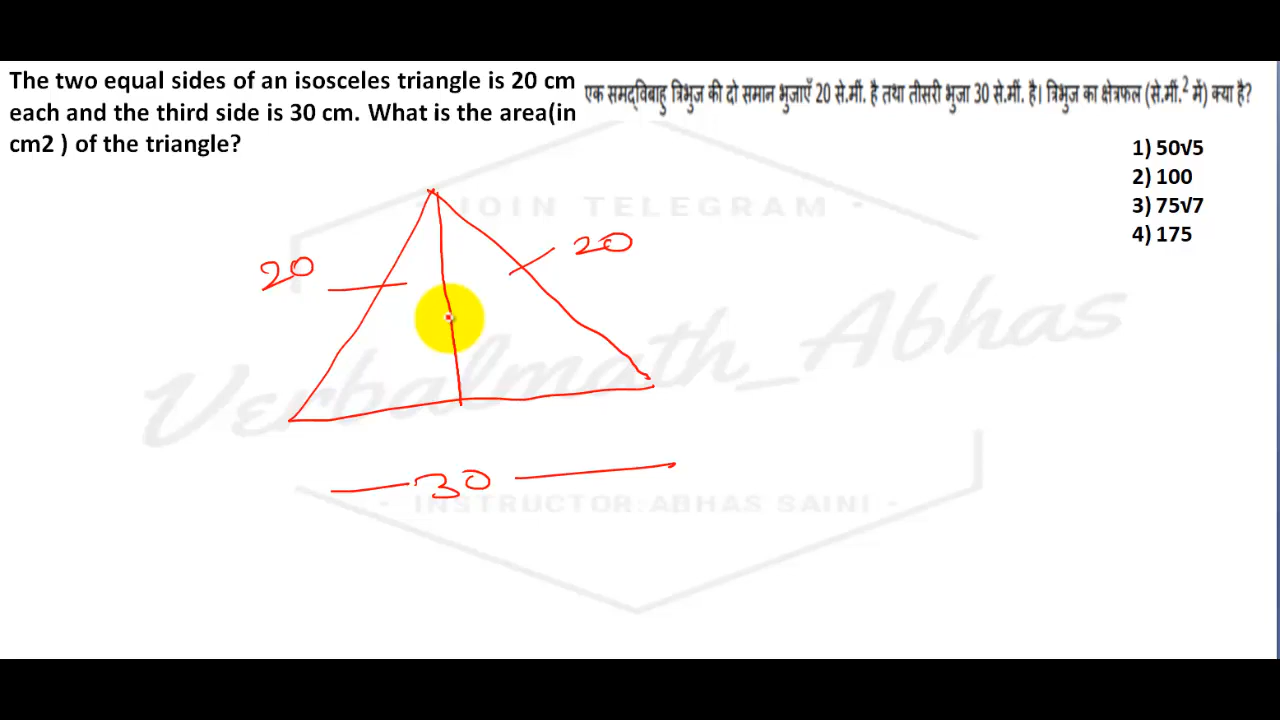 The two equal sides of an isosceles triangle is 20 cm
each and the third side is 30 cm. What is the area(in
cm2 ) of the triangle?
एक समद्विबाहु त्रिभुज की दो समान भुजाएँ 20 से.मीं. है तथा तीसरी भुजा 30 से.मीं. है। त्रिभुज का क्षेत्रफल (से.मीं.² में) क्या है?
1) 50√5
2) 100
3) 75√7
4) 175
- JOIN TELEGRAM -
20
20
Verbalmath_Abhas
30
- INSTRUCTOR:ABHAS SAINI -